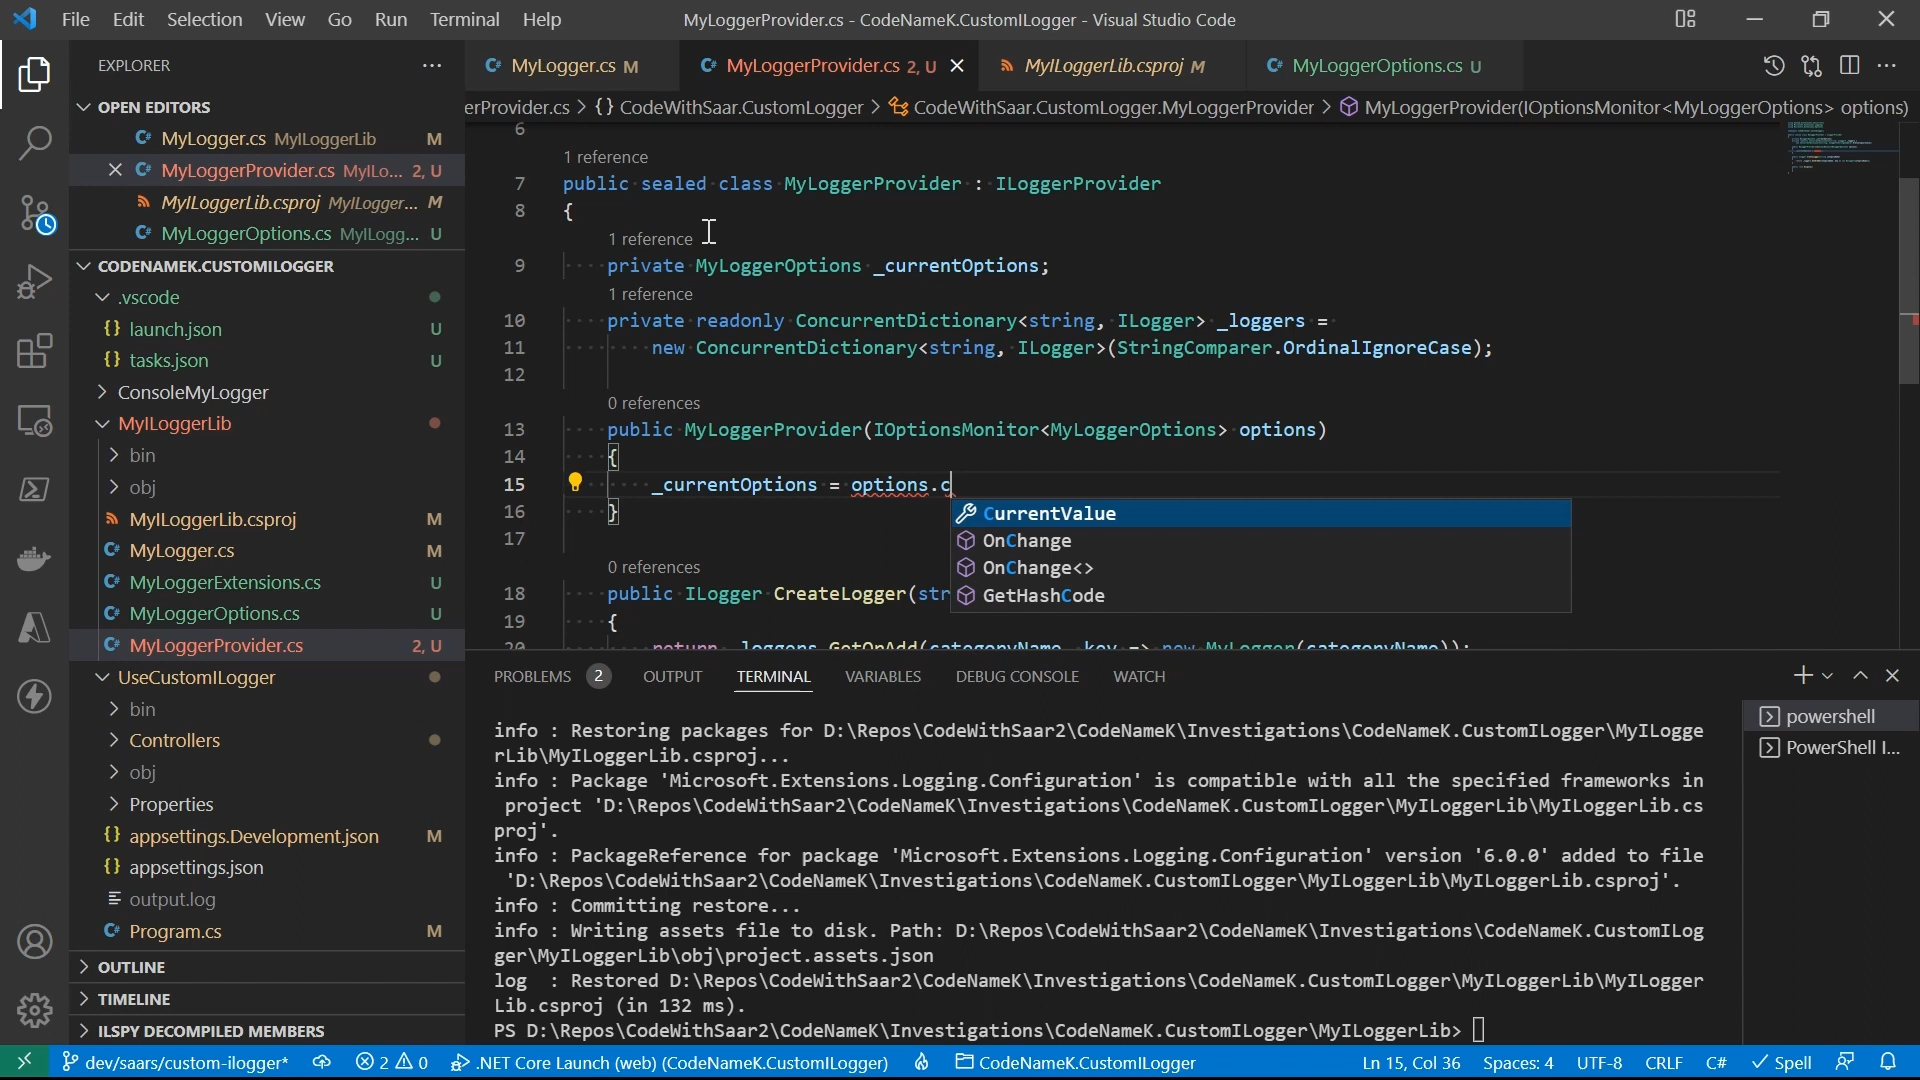 File Edit Selection View Go Run Terminal Help
MyLoggerProvider.cs - CodeNameK.CustomILogger - Visual Studio Code
EXPLORER
OPEN EDITORS
MyLogger.cs MyILoggerLib M
MyLoggerProvider.cs MyILo... 2, U
MyILoggerLib.csproj MyILogger... M
MyLoggerOptions.cs MyILogg... U
CODENAMEK.CUSTOMILOGGER
.vscode
{} launch.json U
{} tasks.json U
ConsoleMyLogger
MyILoggerLib
bin
obj
MyILoggerLib.csproj M
MyLogger.cs M
MyLoggerExtensions.cs U
MyLoggerOptions.cs U
MyLoggerProvider.cs 2, U
UseCustomILogger
bin
Controllers
obj
Properties
{} appsettings.Development.json M
{} appsettings.json
output.log
Program.cs M
OUTLINE
TIMELINE
ILSPY DECOMPILED MEMBERS
MyLogger.cs M
MyLoggerProvider.cs 2, U
MyILoggerLib.csproj M
MyLoggerOptions.cs U
erProvider.cs > {} CodeWithSaar.CustomLogger > CodeWithSaar.CustomLogger.MyLoggerProvider > MyLoggerProvider(IOptionsMonitor<MyLoggerOptions> options)
6
1 reference
7 public sealed class MyLoggerProvider : ILoggerProvider
8 {
1 reference
9 private MyLoggerOptions _currentOptions;
1 reference
10 private readonly ConcurrentDictionary<string, ILogger> _loggers =
11 new ConcurrentDictionary<string, ILogger>(StringComparer.OrdinalIgnoreCase);
12
0 references
13 public MyLoggerProvider(IOptionsMonitor<MyLoggerOptions> options)
14 {
15 _currentOptions = options.c
CurrentValue
OnChange
OnChange<>
GetHashCode
16 }
17
0 references
18 public ILogger CreateLogger(str
19 {
20 return _loggers.GetOrAdd(categoryName, key => new MyLogger(categoryName));
PROBLEMS 2 OUTPUT TERMINAL VARIABLES DEBUG CONSOLE WATCH
info : Restoring packages for D:\Repos\CodeWithSaar2\CodeNameK\Investigations\CodeNameK.CustomILogger\MyILogge
rLib\MyILoggerLib.csproj...
info : Package 'Microsoft.Extensions.Logging.Configuration' is compatible with all the specified frameworks in
project 'D:\Repos\CodeWithSaar2\CodeNameK\Investigations\CodeNameK.CustomILogger\MyILoggerLib\MyILoggerLib.cs
proj'.
info : PackageReference for package 'Microsoft.Extensions.Logging.Configuration' version '6.0.0' added to file
'D:\Repos\CodeWithSaar2\CodeNameK\Investigations\CodeNameK.CustomILogger\MyILoggerLib\MyILoggerLib.csproj'.
info : Committing restore...
info : Writing assets file to disk. Path: D:\Repos\CodeWithSaar2\CodeNameK\Investigations\CodeNameK.CustomILog
ger\MyILoggerLib\obj\project.assets.json
log : Restored D:\Repos\CodeWithSaar2\CodeNameK\Investigations\CodeNameK.CustomILogger\MyILoggerLib\MyILogger
Lib.csproj (in 132 ms).
PS D:\Repos\CodeWithSaar2\CodeNameK\Investigations\CodeNameK.CustomILogger\MyILoggerLib>
powershell
PowerShell I...
dev/saars/custom-ilogger* 2 0 .NET Core Launch (web) (CodeNameK.CustomILogger) CodeNameK.CustomILogger Ln 15, Col 36 Spaces: 4 UTF-8 CRLF C# Spell